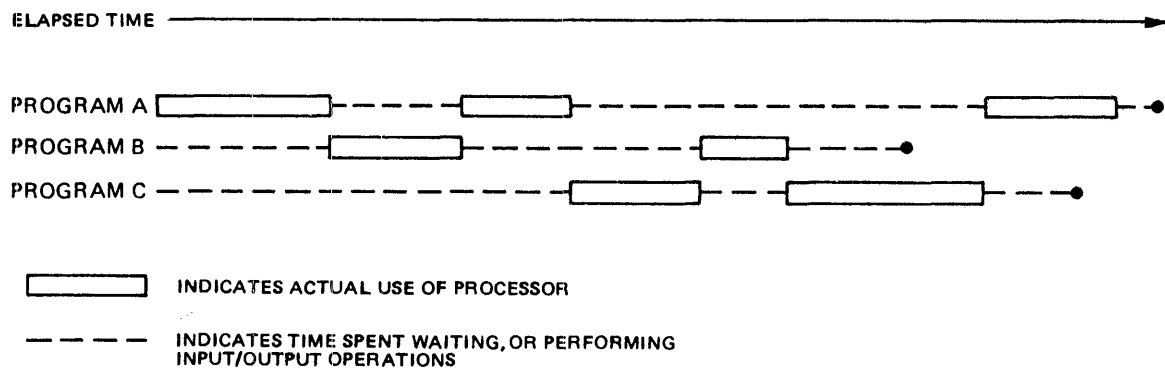 ELAPSED TIME
PROGRAM A
PROGRAM B
PROGRAM C
INDICATES ACTUAL USE OF PROCESSOR
INDICATES TIME SPENT WAITING, OR PERFORMING
INPUT/OUTPUT OPERATIONS